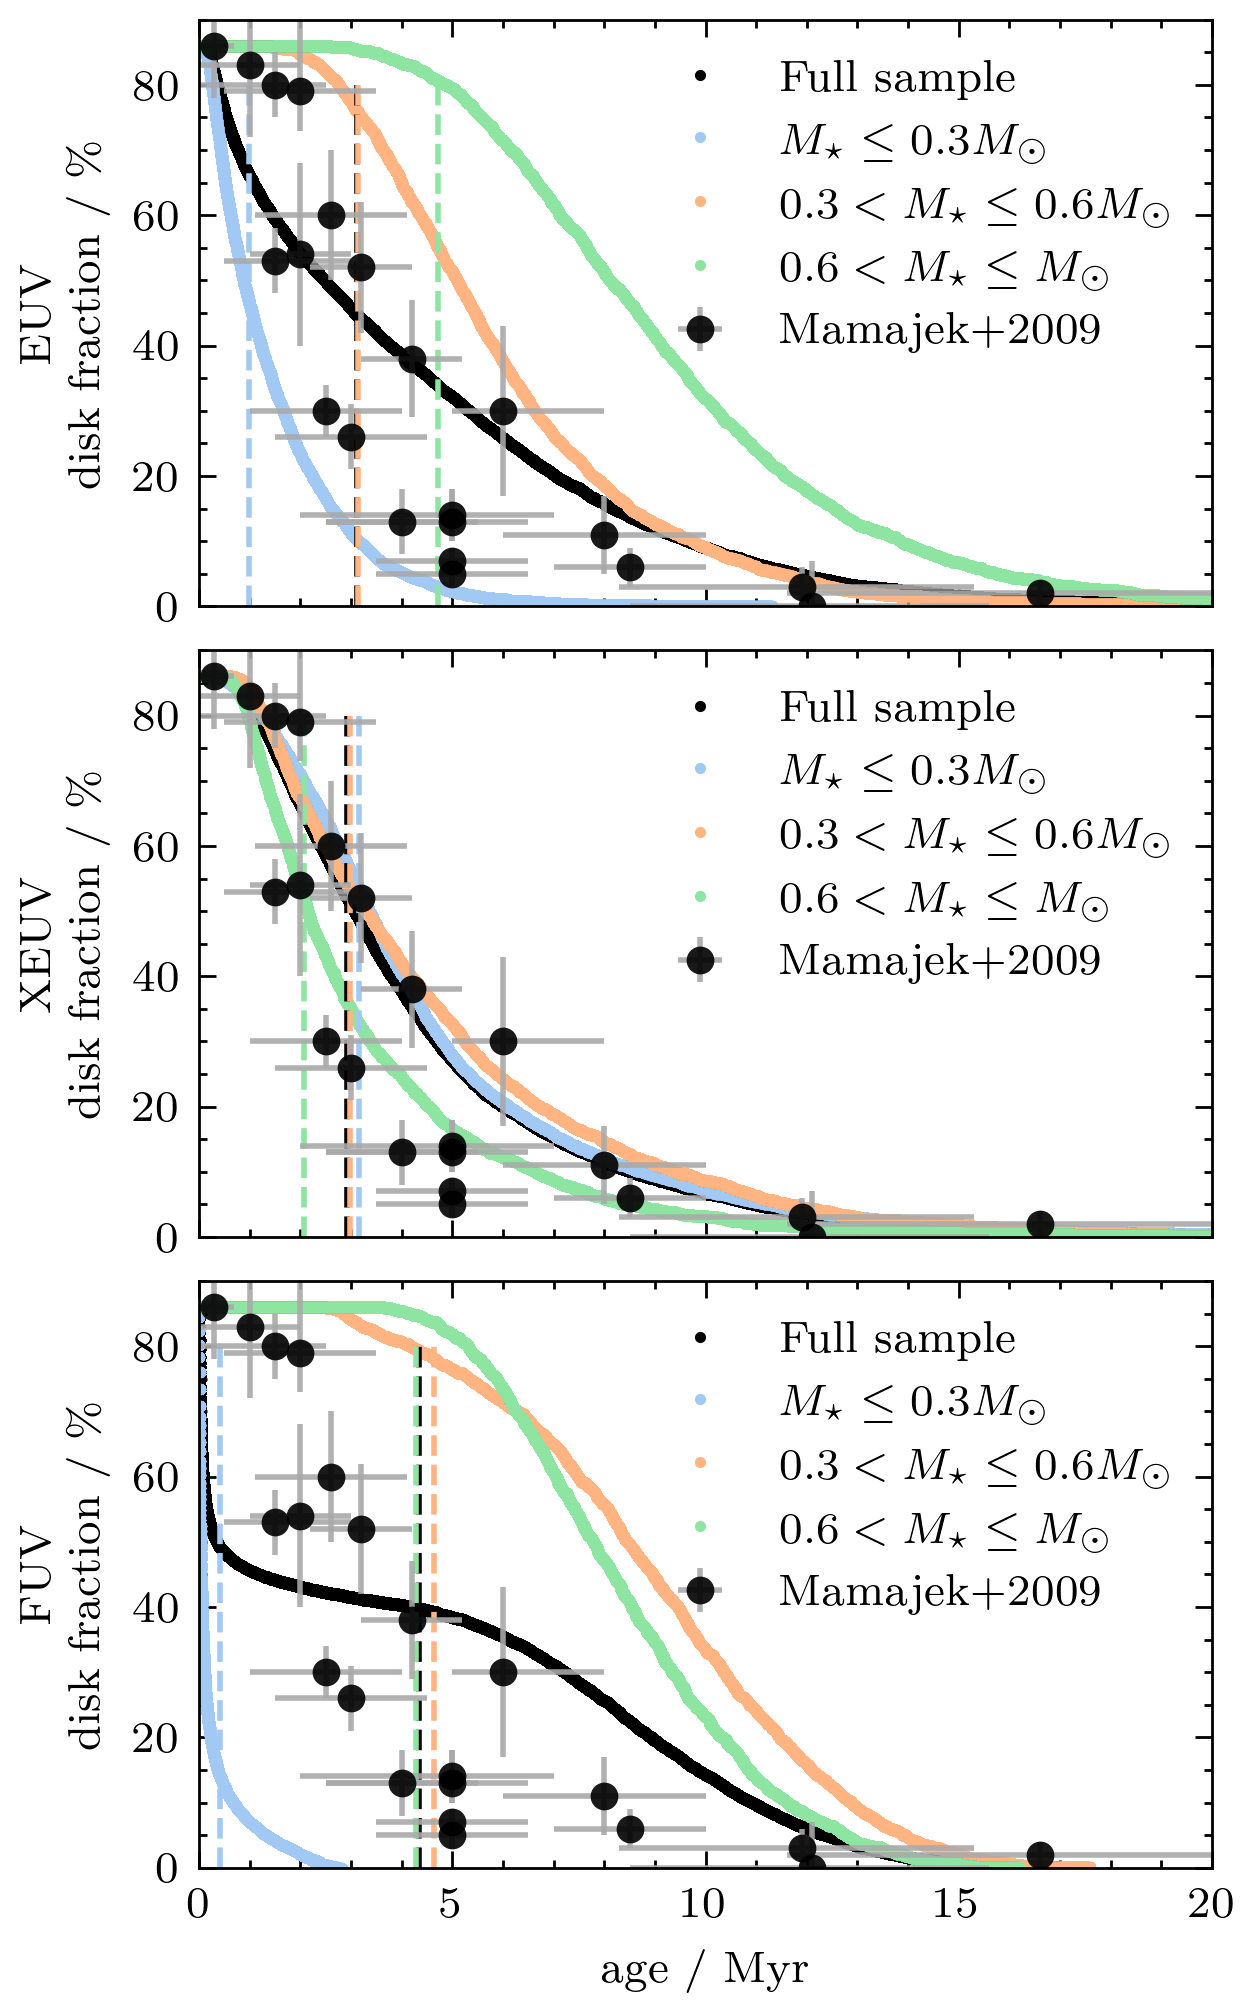 EUV
disk fraction / %
80
60
40
20
0
Full sample
M⋆ ≤ 0.3M⊙
0.3 < M⋆ ≤ 0.6M⊙
0.6 < M⋆ ≤ M⊙
Mamajek+2009
XEUV
disk fraction / %
80
60
40
20
0
Full sample
M⋆ ≤ 0.3M⊙
0.3 < M⋆ ≤ 0.6M⊙
0.6 < M⋆ ≤ M⊙
Mamajek+2009
FUV
disk fraction / %
80
60
40
20
0
Full sample
M⋆ ≤ 0.3M⊙
0.3 < M⋆ ≤ 0.6M⊙
0.6 < M⋆ ≤ M⊙
Mamajek+2009
0 5 10 15 20
age / Myr